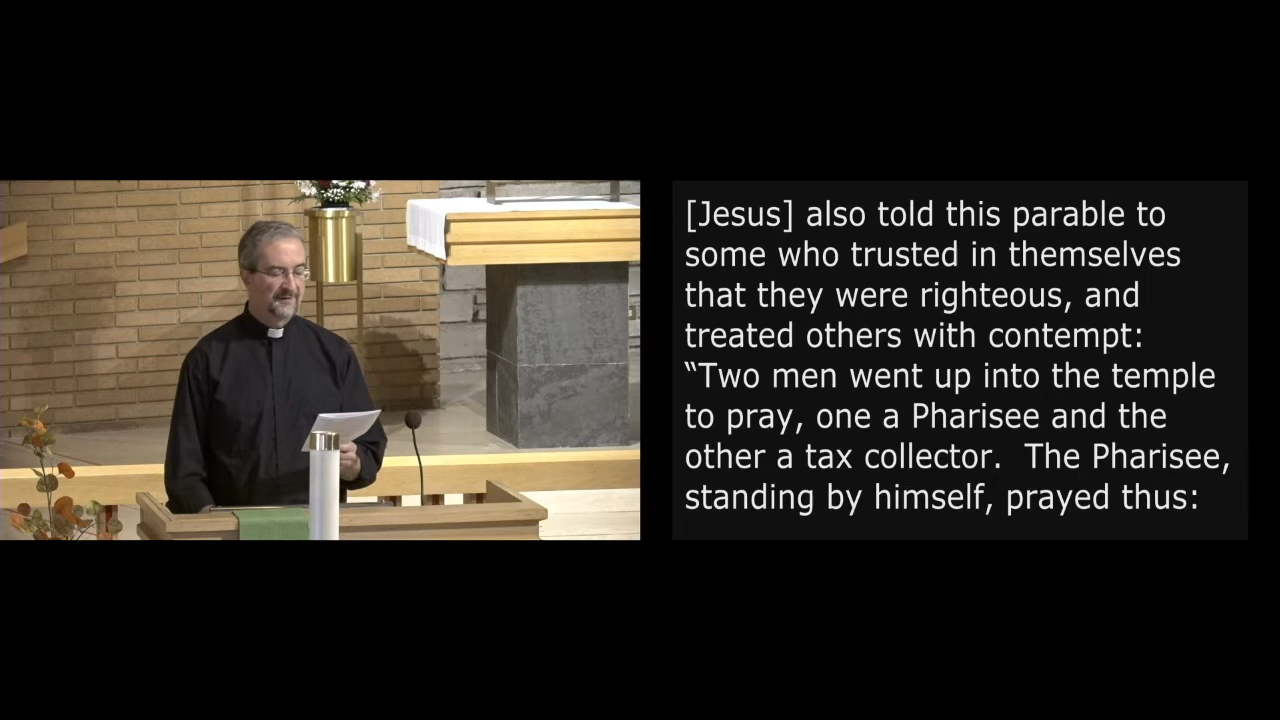 [Jesus] also told this parable to
some who trusted in themselves
that they were righteous, and
treated others with contempt:
“Two men went up into the temple
to pray, one a Pharisee and the
other a tax collector.  The Pharisee,
standing by himself, prayed thus: